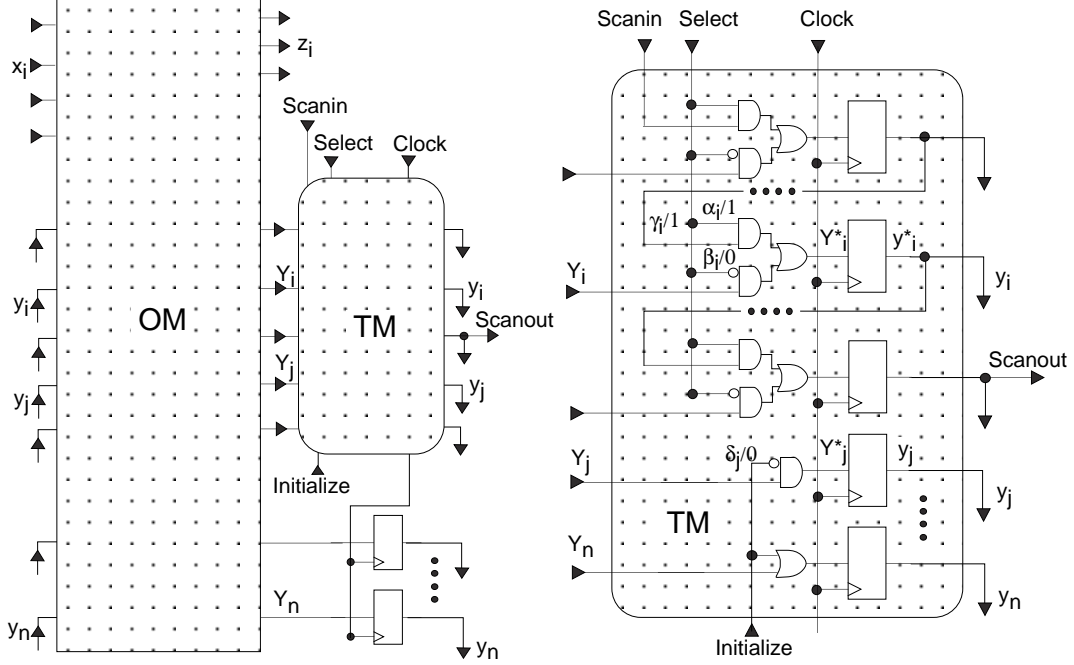 x_i
z_i
Scanin
Select
Clock
Y_i
y_i
y_i
OM
TM
Scanout
Y_j
y_j
y_j
Initialize
Y_n
y_n
y_n
Scanin
Select
Clock
γ_i/1
α_i/1
Y*_i
y*_i
β_i/0
Y_i
y_i
Scanout
δ_j/0
Y*_j
y_j
Y_j
y_j
TM
Y_n
y_n
Initialize